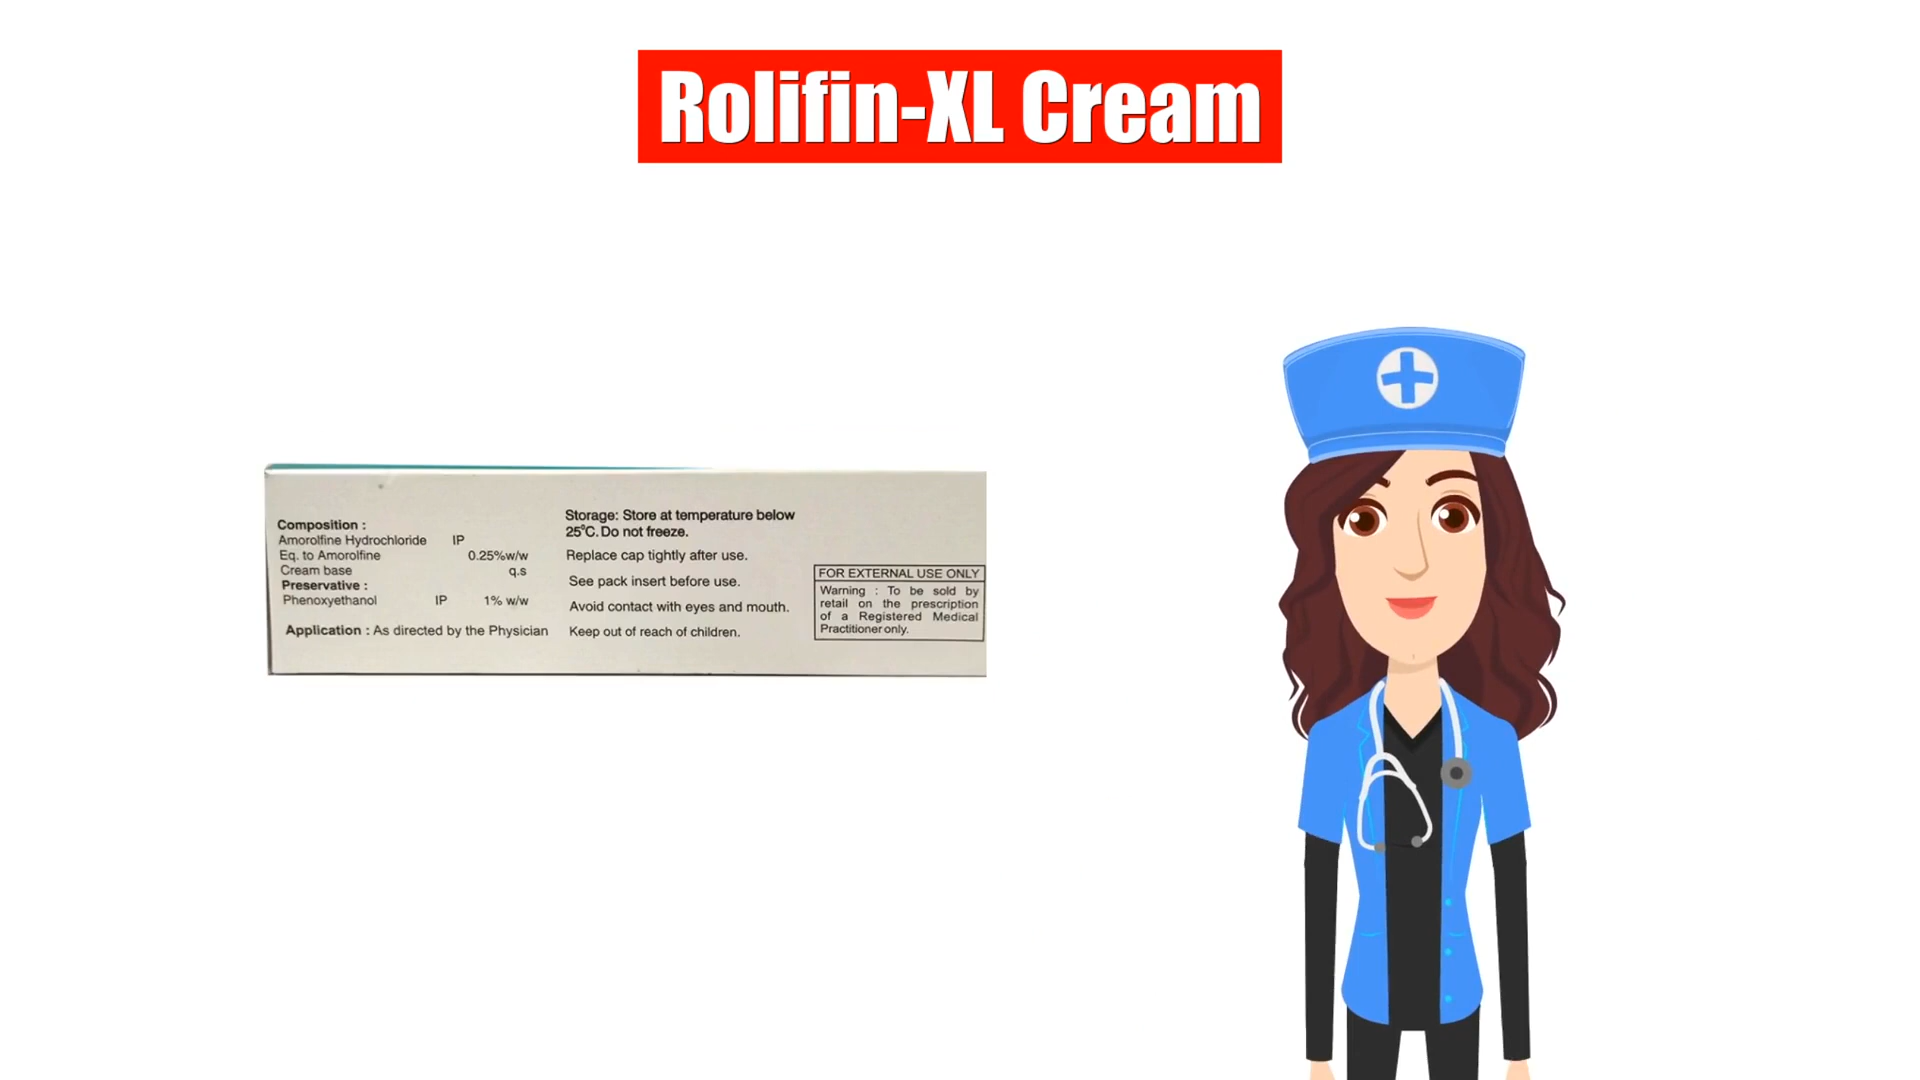 Rolifin-XL Cream
Composition :
Amorolfine Hydrochloride IP
Eq. to Amorolfine 0.25%w/w
Cream base q.s
Preservative :
Phenoxyethanol IP 1% w/w
Application : As directed by the Physician
Storage: Store at temperature below
25°C. Do not freeze.
Replace cap tightly after use.
See pack insert before use.
Avoid contact with eyes and mouth.
Keep out of reach of children.
FOR EXTERNAL USE ONLY
Warning : To be sold by
retail on the prescription
of a Registered Medical
Practitioner only.